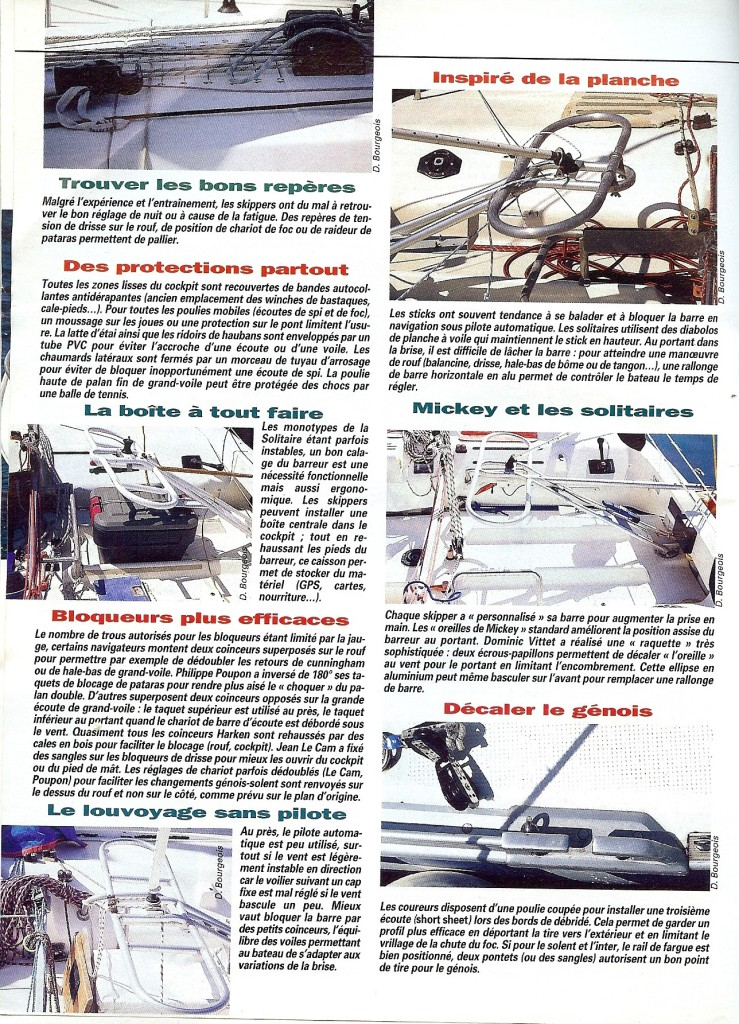 D. Bourgeois
Trouver les bons repères
Malgré l'expérience et l'entraînement, les skippers ont du mal à retrou-
ver le bon réglage de nuit ou à cause de la fatigue. Des repères de ten-
sion de drisse sur le rouf, de position de chariot de foc ou de raideur de
pataras permettent de pallier.
Des protections partout
Toutes les zones lisses du cockpit sont recouvertes de bandes autocol-
lantes antidérapantes (ancien emplacement des winches de bastaques,
cale-pieds...). Pour toutes les poulies mobiles (écoutes de spi et de foc),
un moussage sur les joues ou une protection sur le pont limitent l'usu-
re. La latte d'étai ainsi que les ridoirs de haubans sont enveloppés par un
tube PVC pour éviter l'accroche d'une écoute ou d'une voile. Les
chaumards latéraux sont fermés par un morceau de tuyau d'arrosage
pour éviter de bloquer inopportunément une écoute de spi. La poulie
haute de palan fin de grand-voile peut être protégée des chocs par
une balle de tennis.
La boîte à tout faire
D. Bourgeois
Les monotypes de la
Solitaire étant parfois
instables, un bon cala-
ge du barreur est une
nécessité fonctionnelle
mais aussi ergono-
mique. Les skippers
peuvent installer une
boîte centrale dans le
cockpit ; tout en re-
haussant les pieds du
barreur, ce caisson per-
met de stocker du ma-
tériel (GPS, cartes,
nourriture...).
Bloqueurs plus efficaces
Le nombre de trous autorisés pour les bloqueurs étant limité par la jau-
ge, certains navigateurs montent deux coinceurs superposés sur le rouf
pour permettre par exemple de dédoubler les retours de cunningham
ou de hale-bas de grand-voile. Philippe Poupon a inversé de 180° ses ta-
quets de blocage de pataras pour rendre plus aisé le « choquer » du pa-
lan double. D'autres superposent deux coinceurs opposés sur la grande
écoute de grand-voile : le taquet supérieur est utilisé au près, le taquet
inférieur au portant quand le chariot de barre d'écoute est débordé sous
le vent. Quasiment tous les coinceurs Harken sont rehaussés par des
cales en bois pour faciliter le blocage (rouf, cockpit). Jean Le Cam a fixé
des sangles sur les bloqueurs de drisse pour mieux les ouvrir du cockpit
ou du pied de mât. Les réglages de chariot parfois dédoublés (Le Cam,
Poupon) pour faciliter les changements génois-solent sont renvoyés sur
le dessus du rouf et non sur le côté, comme prévu sur le plan d'origine.
Le louvoyage sans pilote
D. Bourgeois
Au près, le pilote automa-
tique est peu utilisé, sur-
tout si le vent est légère-
ment instable en direction
car le voilier suivant un cap
fixe est mal réglé si le vent
bascule un peu. Mieux
vaut bloquer la barre par
des petits coinceurs, l'équi-
libre des voiles permettant
au bateau de s'adapter aux
variations de la brise.
Inspiré de la planche
D. Bourgeois
Les sticks ont souvent tendance à se balader et à bloquer la barre en
navigation sous pilote automatique. Les solitaires utilisent des diabolos
de planche à voile qui maintiennent le stick en hauteur. Au portant dans
la brise, il est difficile de lâcher la barre : pour atteindre une manœuvre
de rouf (balancine, drisse, hale-bas de bôme ou de tangon...), une rallonge
de barre horizontale en alu permet de contrôler le bateau le temps de
régler.
Mickey et les solitaires
D. Bourgeois
Chaque skipper a « personnalisé » sa barre pour augmenter la prise en
main. Les « oreilles de Mickey » standard améliorent la position assise du
barreur au portant. Dominic Vittet a réalisé une « raquette » très
sophistiquée : deux écrous-papillons permettent de décaler « l'oreille »
au vent pour le portant en limitant l'encombrement. Cette ellipse en
aluminium peut même basculer sur l'avant pour remplacer une rallonge
de barre.
Décaler le génois
D. Bourgeois
Les coureurs disposent d'une poulie coupée pour installer une troisième
écoute (short sheet) lors des bords de débridé. Cela permet de garder un
profil plus efficace en déportant la tire vers l'extérieur et en limitant le
vrillage de la chute du foc. Si pour le solent et l'inter, le rail de fargue est
bien positionné, deux pontets (ou des sangles) autorisent un bon point
de tire pour le génois.